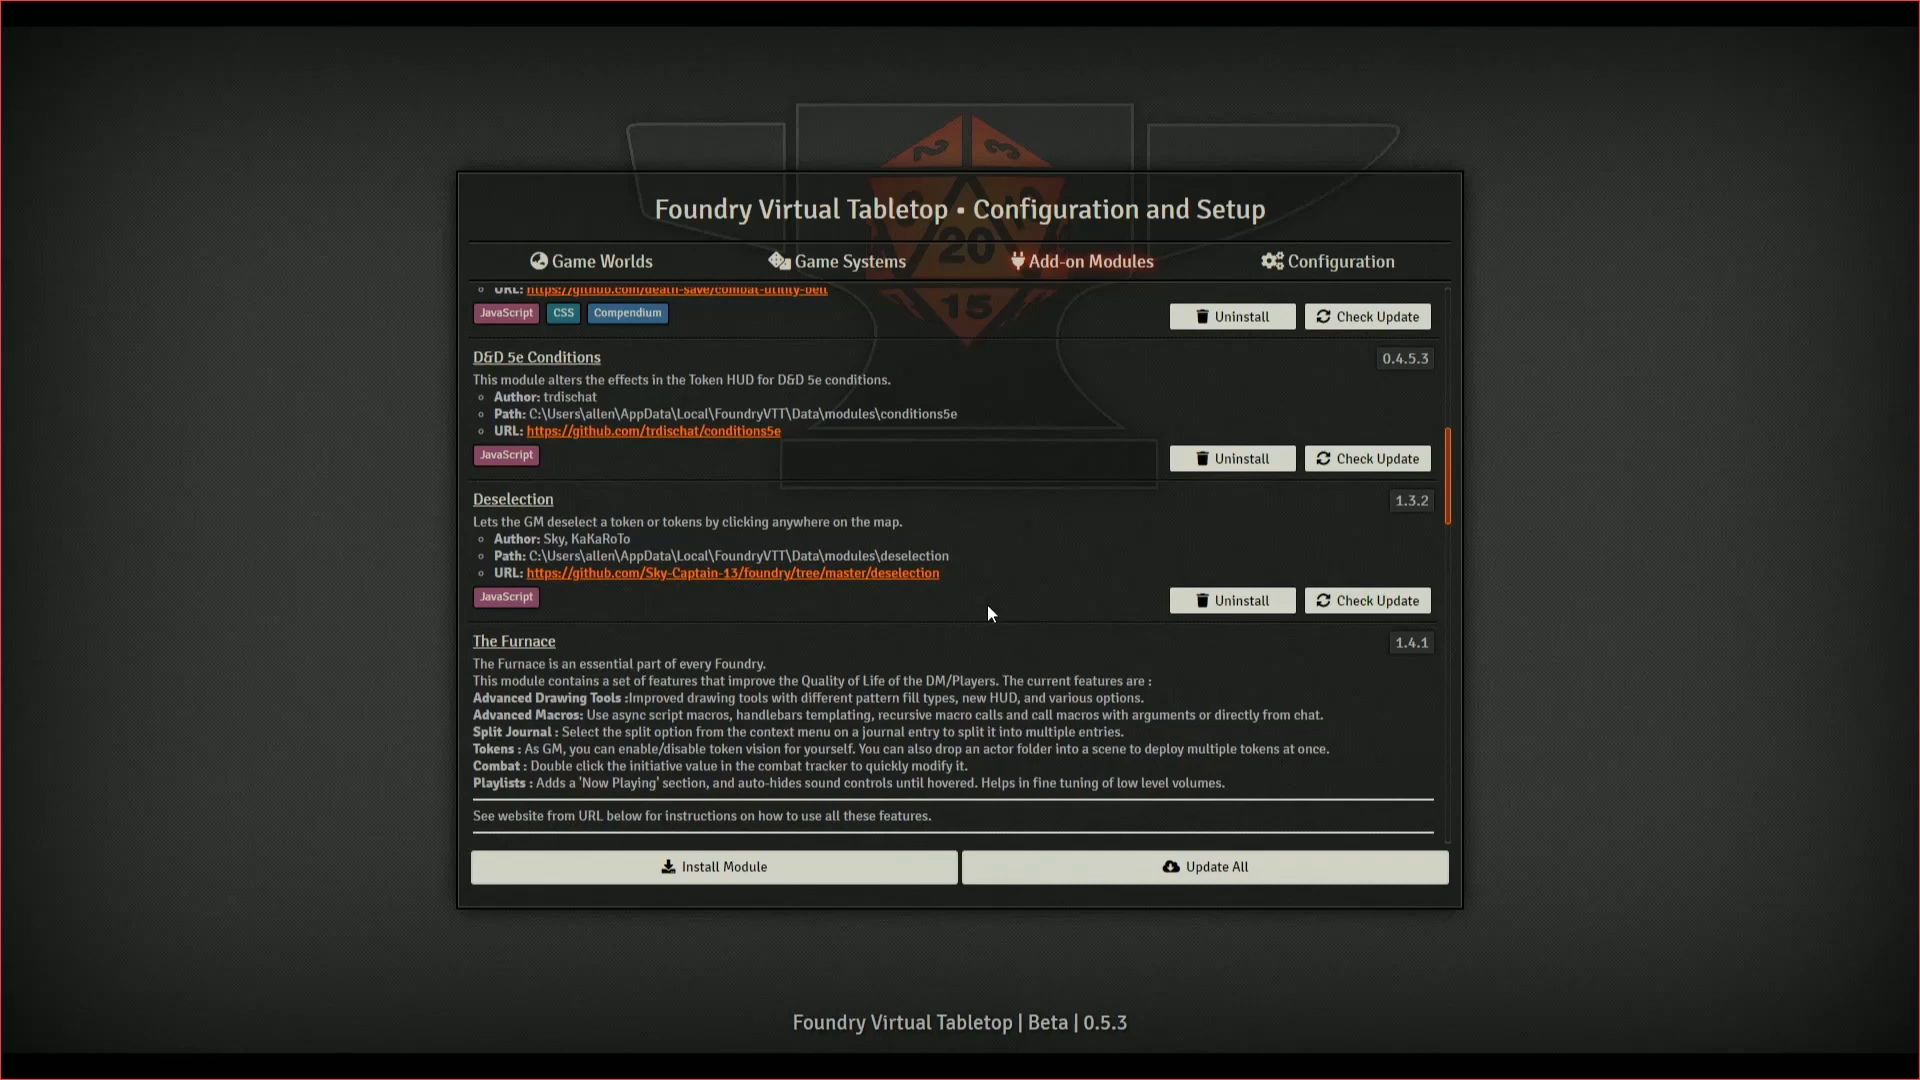 Foundry Virtual Tabletop • Configuration and Setup
Game Worlds
Game Systems
Add-on Modules
Configuration
URL: https://github.com/death-save/combat-utility-belt
JavaScript CSS Compendium
Uninstall Check Update
D&D 5e Conditions 0.4.5.3
This module alters the effects in the Token HUD for D&D 5e conditions.
Author: trdischat
Path: C:\Users\allen\AppData\Local\FoundryVTT\Data\modules\conditions5e
URL: https://github.com/trdischat/conditions5e
JavaScript
Uninstall Check Update
Deselection 1.3.2
Lets the GM deselect a token or tokens by clicking anywhere on the map.
Author: Sky, KaKaRoTo
Path: C:\Users\allen\AppData\Local\FoundryVTT\Data\modules\deselection
URL: https://github.com/Sky-Captain-13/foundry/tree/master/deselection
JavaScript
Uninstall Check Update
The Furnace 1.4.1
The Furnace is an essential part of every Foundry.
This module contains a set of features that improve the Quality of Life of the DM/Players. The current features are :
Advanced Drawing Tools :Improved drawing tools with different pattern fill types, new HUD, and various options.
Advanced Macros: Use async script macros, handlebars templating, recursive macro calls and call macros with arguments or directly from chat.
Split Journal : Select the split option from the context menu on a journal entry to split it into multiple entries.
Tokens : As GM, you can enable/disable token vision for yourself. You can also drop an actor folder into a scene to deploy multiple tokens at once.
Combat : Double click the initiative value in the combat tracker to quickly modify it.
Playlists : Adds a 'Now Playing' section, and auto-hides sound controls until hovered. Helps in fine tuning of low level volumes.
See website from URL below for instructions on how to use all these features.
Install Module
Update All
20
15
Foundry Virtual Tabletop | Beta | 0.5.3